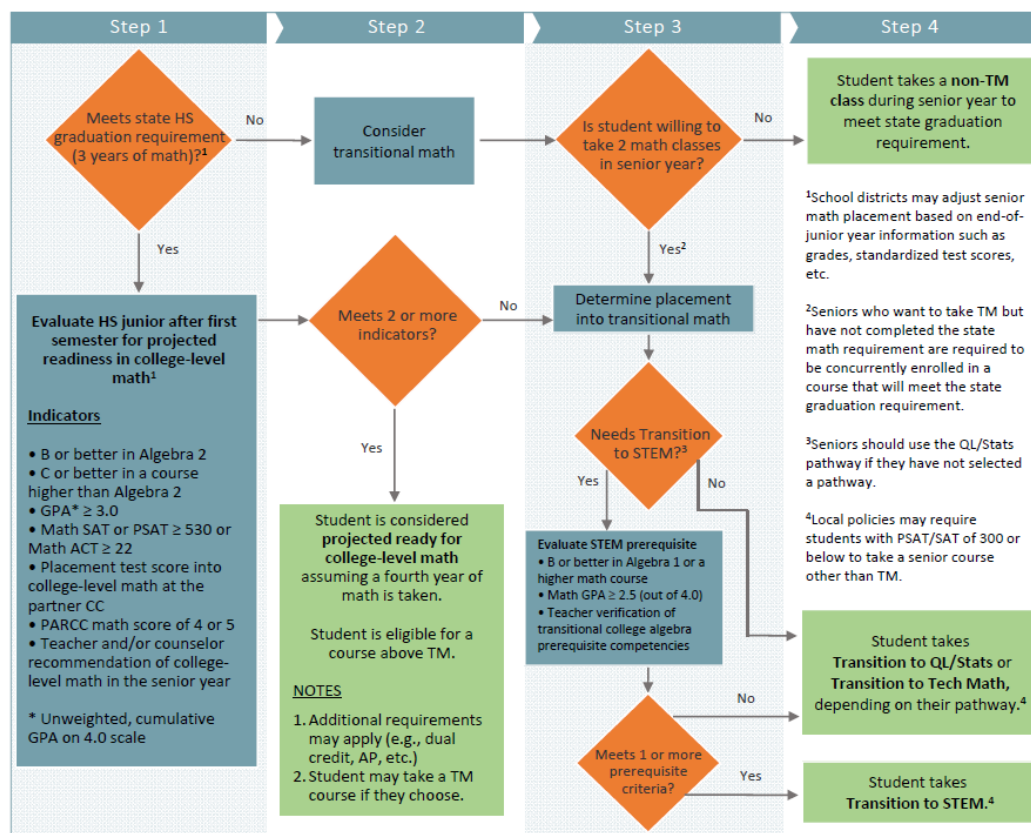 Step 1
Step 2
Step 3
Step 4
Meets state HS
graduation requirement
(3 years of math)?¹
No
Consider
transitional math
Is student willing to
take 2 math classes
in senior year?
No
Student takes a non-TM
class during senior year to
meet state graduation
requirement.
Yes
Yes²
Evaluate HS junior after first
semester for projected
readiness in college-level
math¹
Indicators
• B or better in Algebra 2
• C or better in a course
higher than Algebra 2
• GPA* ≥ 3.0
• Math SAT or PSAT ≥ 530 or
Math ACT ≥ 22
• Placement test score into
college-level math at the
partner CC
• PARCC math score of 4 or 5
• Teacher and/or counselor
recommendation of college-
level math in the senior year
* Unweighted, cumulative
GPA on 4.0 scale
Meets 2 or more
indicators?
No
Yes
Student is considered
projected ready for
college-level math
assuming a fourth year of
math is taken.
Student is eligible for a
course above TM.
NOTES
1. Additional requirements
may apply (e.g., dual
credit, AP, etc.)
2. Student may take a TM
course if they choose.
Determine placement
into transitional math
Needs Transition
to STEM?³
Yes
No
Evaluate STEM prerequisite
• B or better in Algebra 1 or a
higher math course
• Math GPA ≥ 2.5 (out of 4.0)
• Teacher verification of
transitional college algebra
prerequisite competencies
Meets 1 or more
prerequisite
criteria?
No
Yes
¹School districts may adjust senior
math placement based on end-of-
junior year information such as
grades, standardized test scores,
etc.
²Seniors who want to take TM but
have not completed the state
math requirement are required to
be concurrently enrolled in a
course that will meet the state
graduation requirement.
³Seniors should use the QL/Stats
pathway if they have not selected
a pathway.
⁴Local policies may require
students with PSAT/SAT of 300 or
below to take a senior course
other than TM.
Student takes
Transition to QL/Stats or
Transition to Tech Math,
depending on their pathway.⁴
Student takes
Transition to STEM.⁴